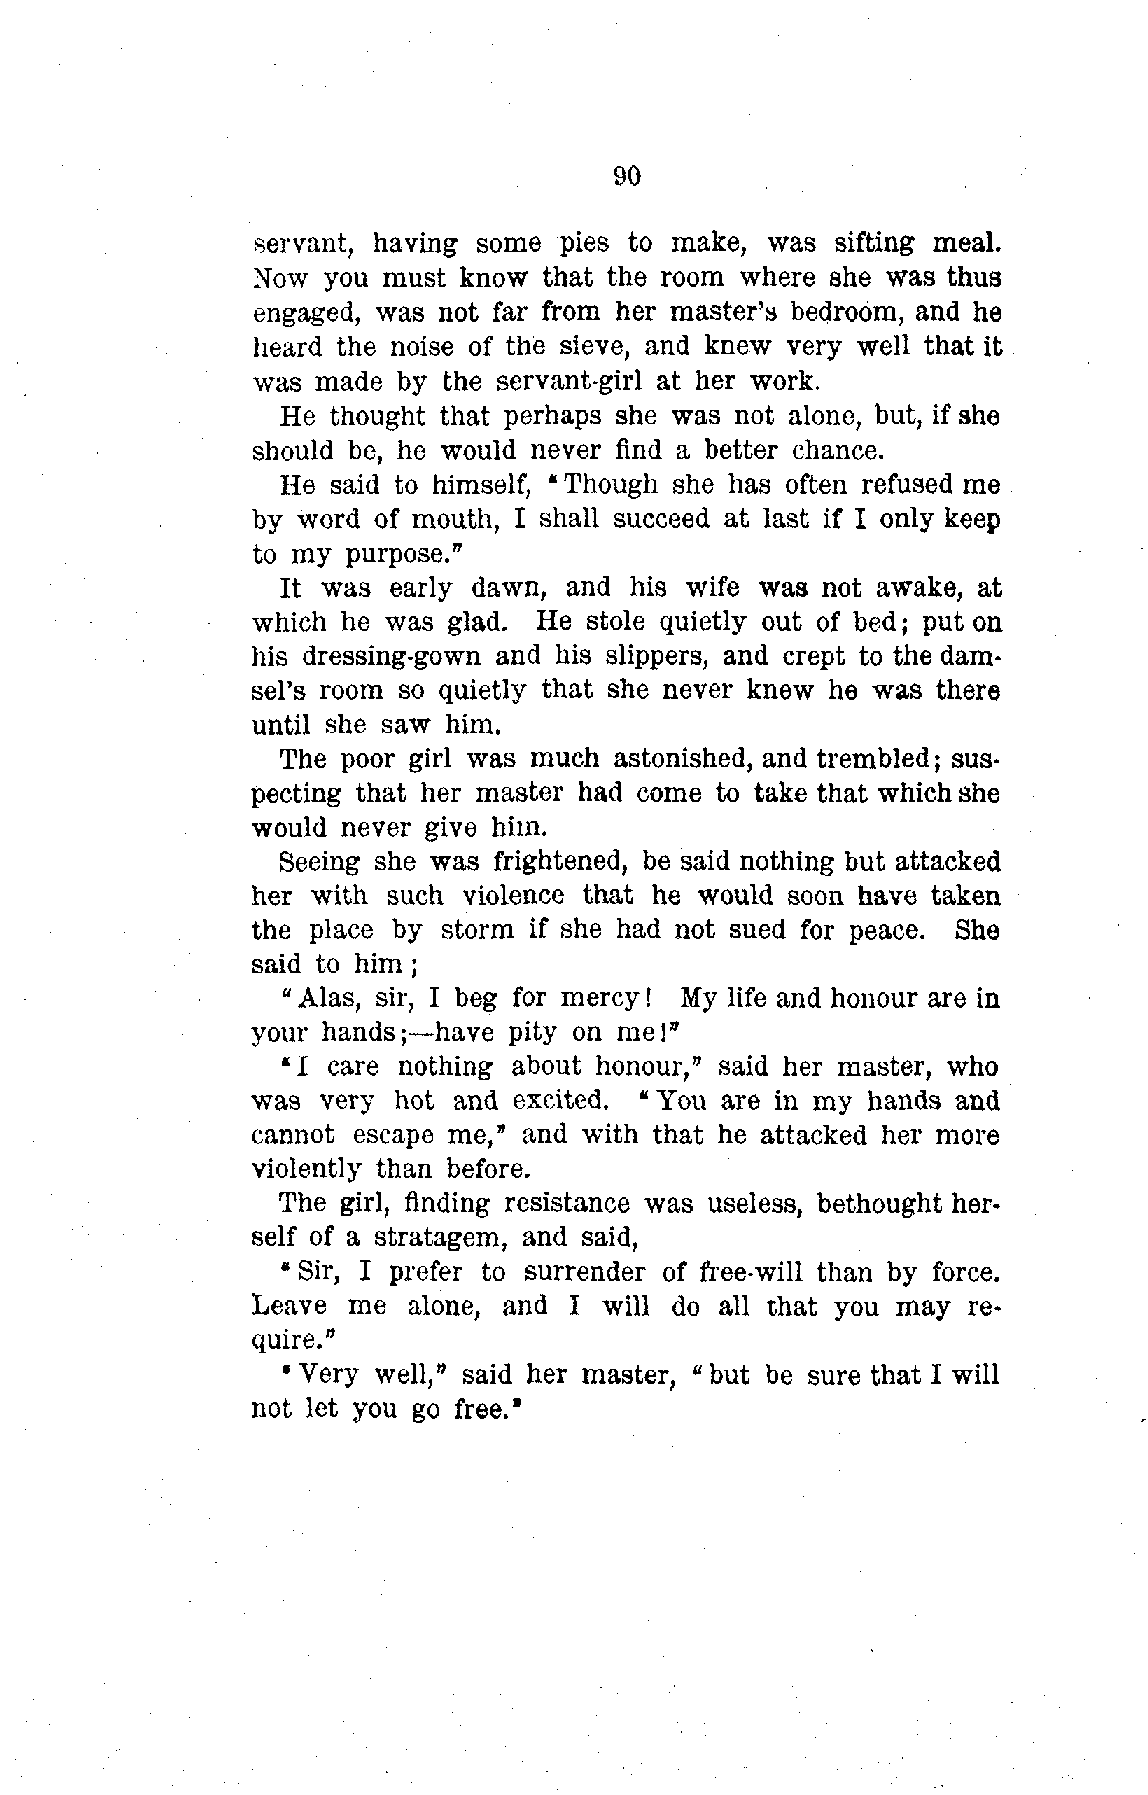 90
servant, having some pies to make, was sifting meal.
Now you must know that the room where she was thus
engaged, was not far from her master's bedroom, and he
heard the noise of the sieve, and knew very well that it
was made by the servant-girl at her work.
He thought that perhaps she was not alone, but, if she
should be, he would never find a better chance.
He said to himself, "Though she has often refused me
by word of mouth, I shall succeed at last if I only keep
to my purpose."
It was early dawn, and his wife was not awake, at
which he was glad. He stole quietly out of bed; put on
his dressing-gown and his slippers, and crept to the dam-
sel's room so quietly that she never knew he was there
until she saw him.
The poor girl was much astonished, and trembled; sus-
pecting that her master had come to take that which she
would never give him.
Seeing she was frightened, be said nothing but attacked
her with such violence that he would soon have taken
the place by storm if she had not sued for peace. She
said to him;
"Alas, sir, I beg for mercy! My life and honour are in
your hands;—have pity on me!"
"I care nothing about honour," said her master, who
was very hot and excited. "You are in my hands and
cannot escape me," and with that he attacked her more
violently than before.
The girl, finding resistance was useless, bethought her-
self of a stratagem, and said,
"Sir, I prefer to surrender of free-will than by force.
Leave me alone, and I will do all that you may re-
quire."
"Very well," said her master, "but be sure that I will
not let you go free."